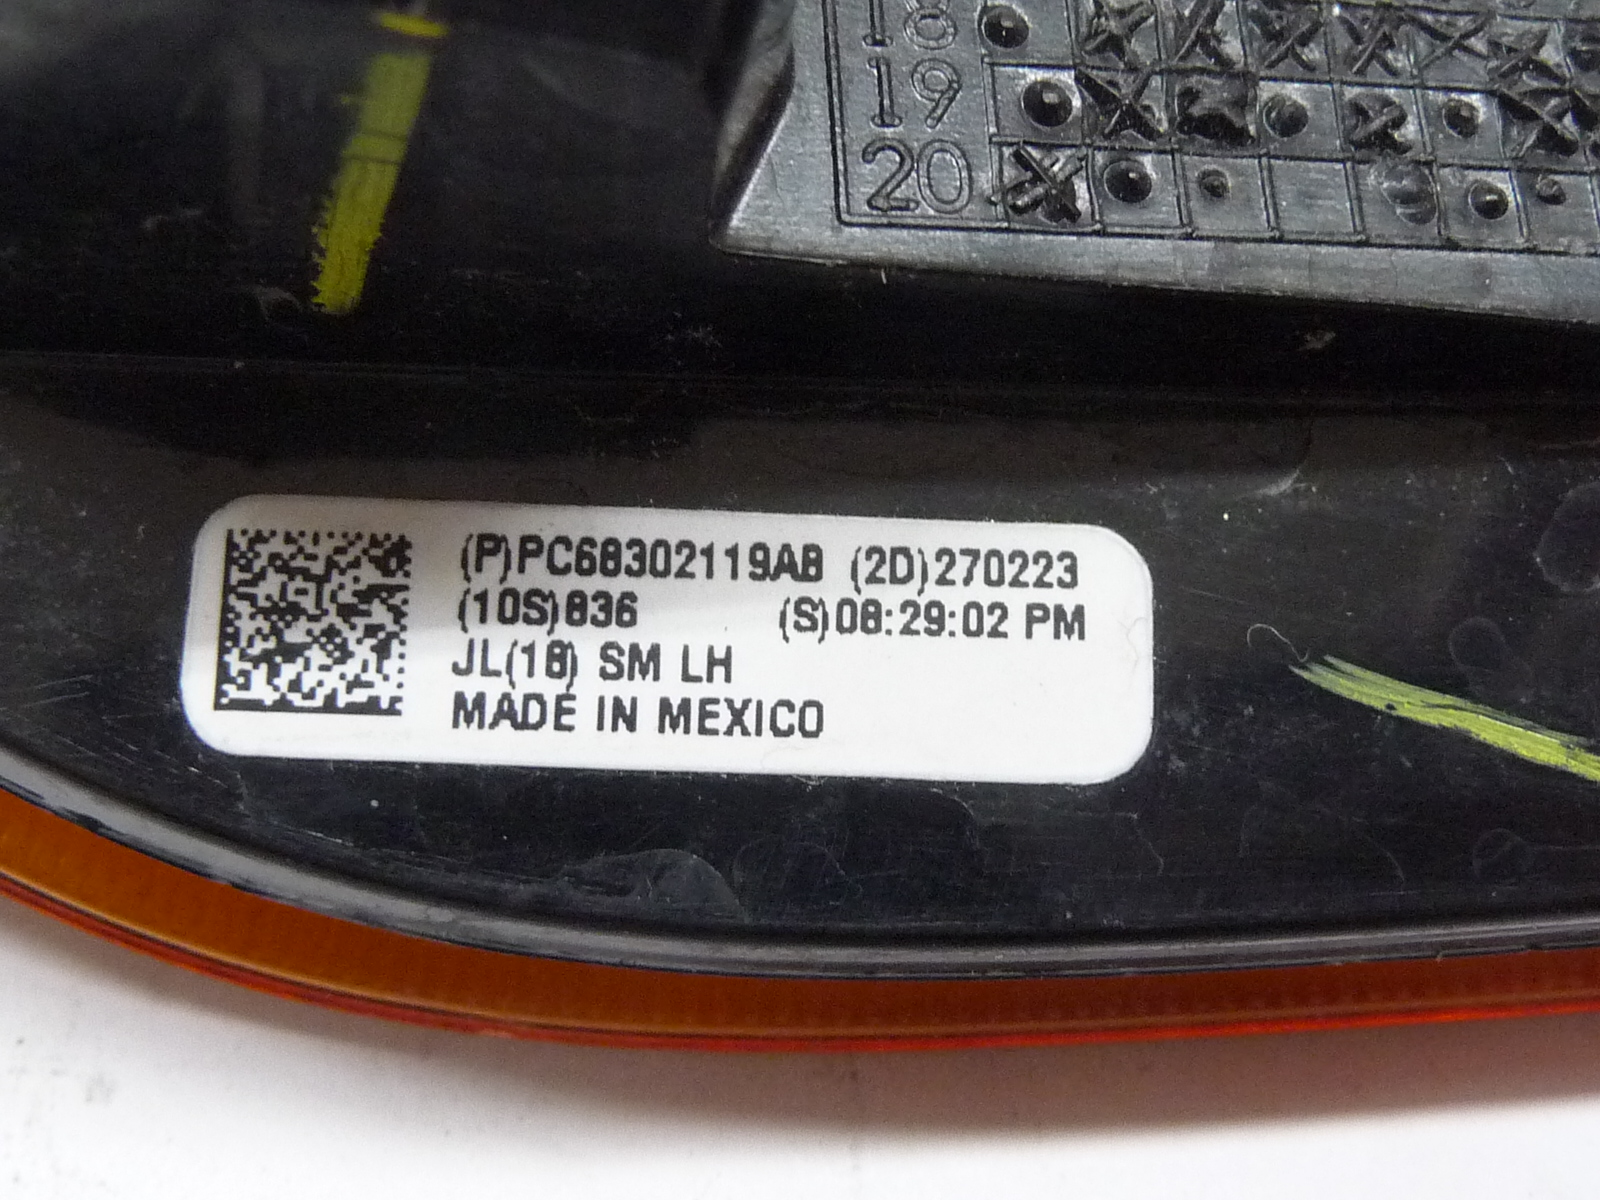 18
19
20
(P)PC68302119AB (2D)270223
(10S)836 (S)08:29:02 PM
JL(18) SM LH
MADE IN MEXICO